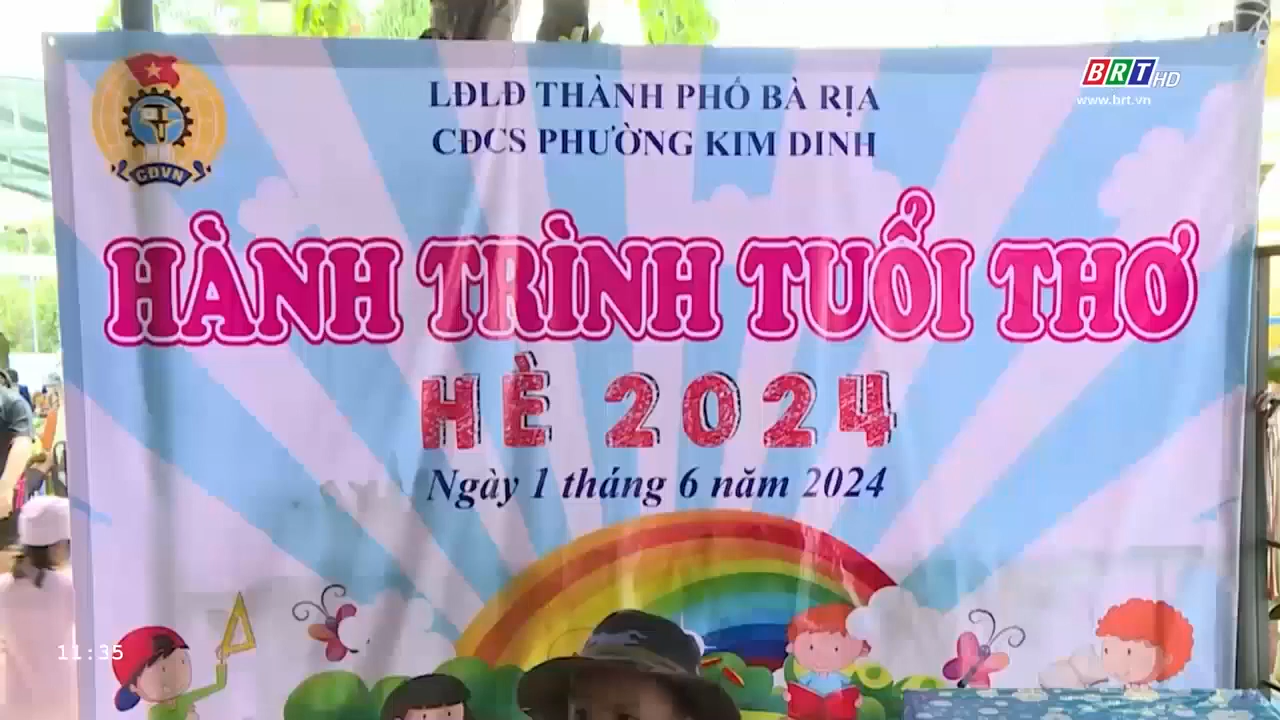 BRT HD
www.brt.vn
LĐLĐ THÀNH PHỐ BÀ RỊA
CĐCS PHƯỜNG KIM DINH
CĐVN
HÀNH TRÌNH TUỔI THƠ
HÈ 2024
Ngày 1 tháng 6 năm 2024
11:35